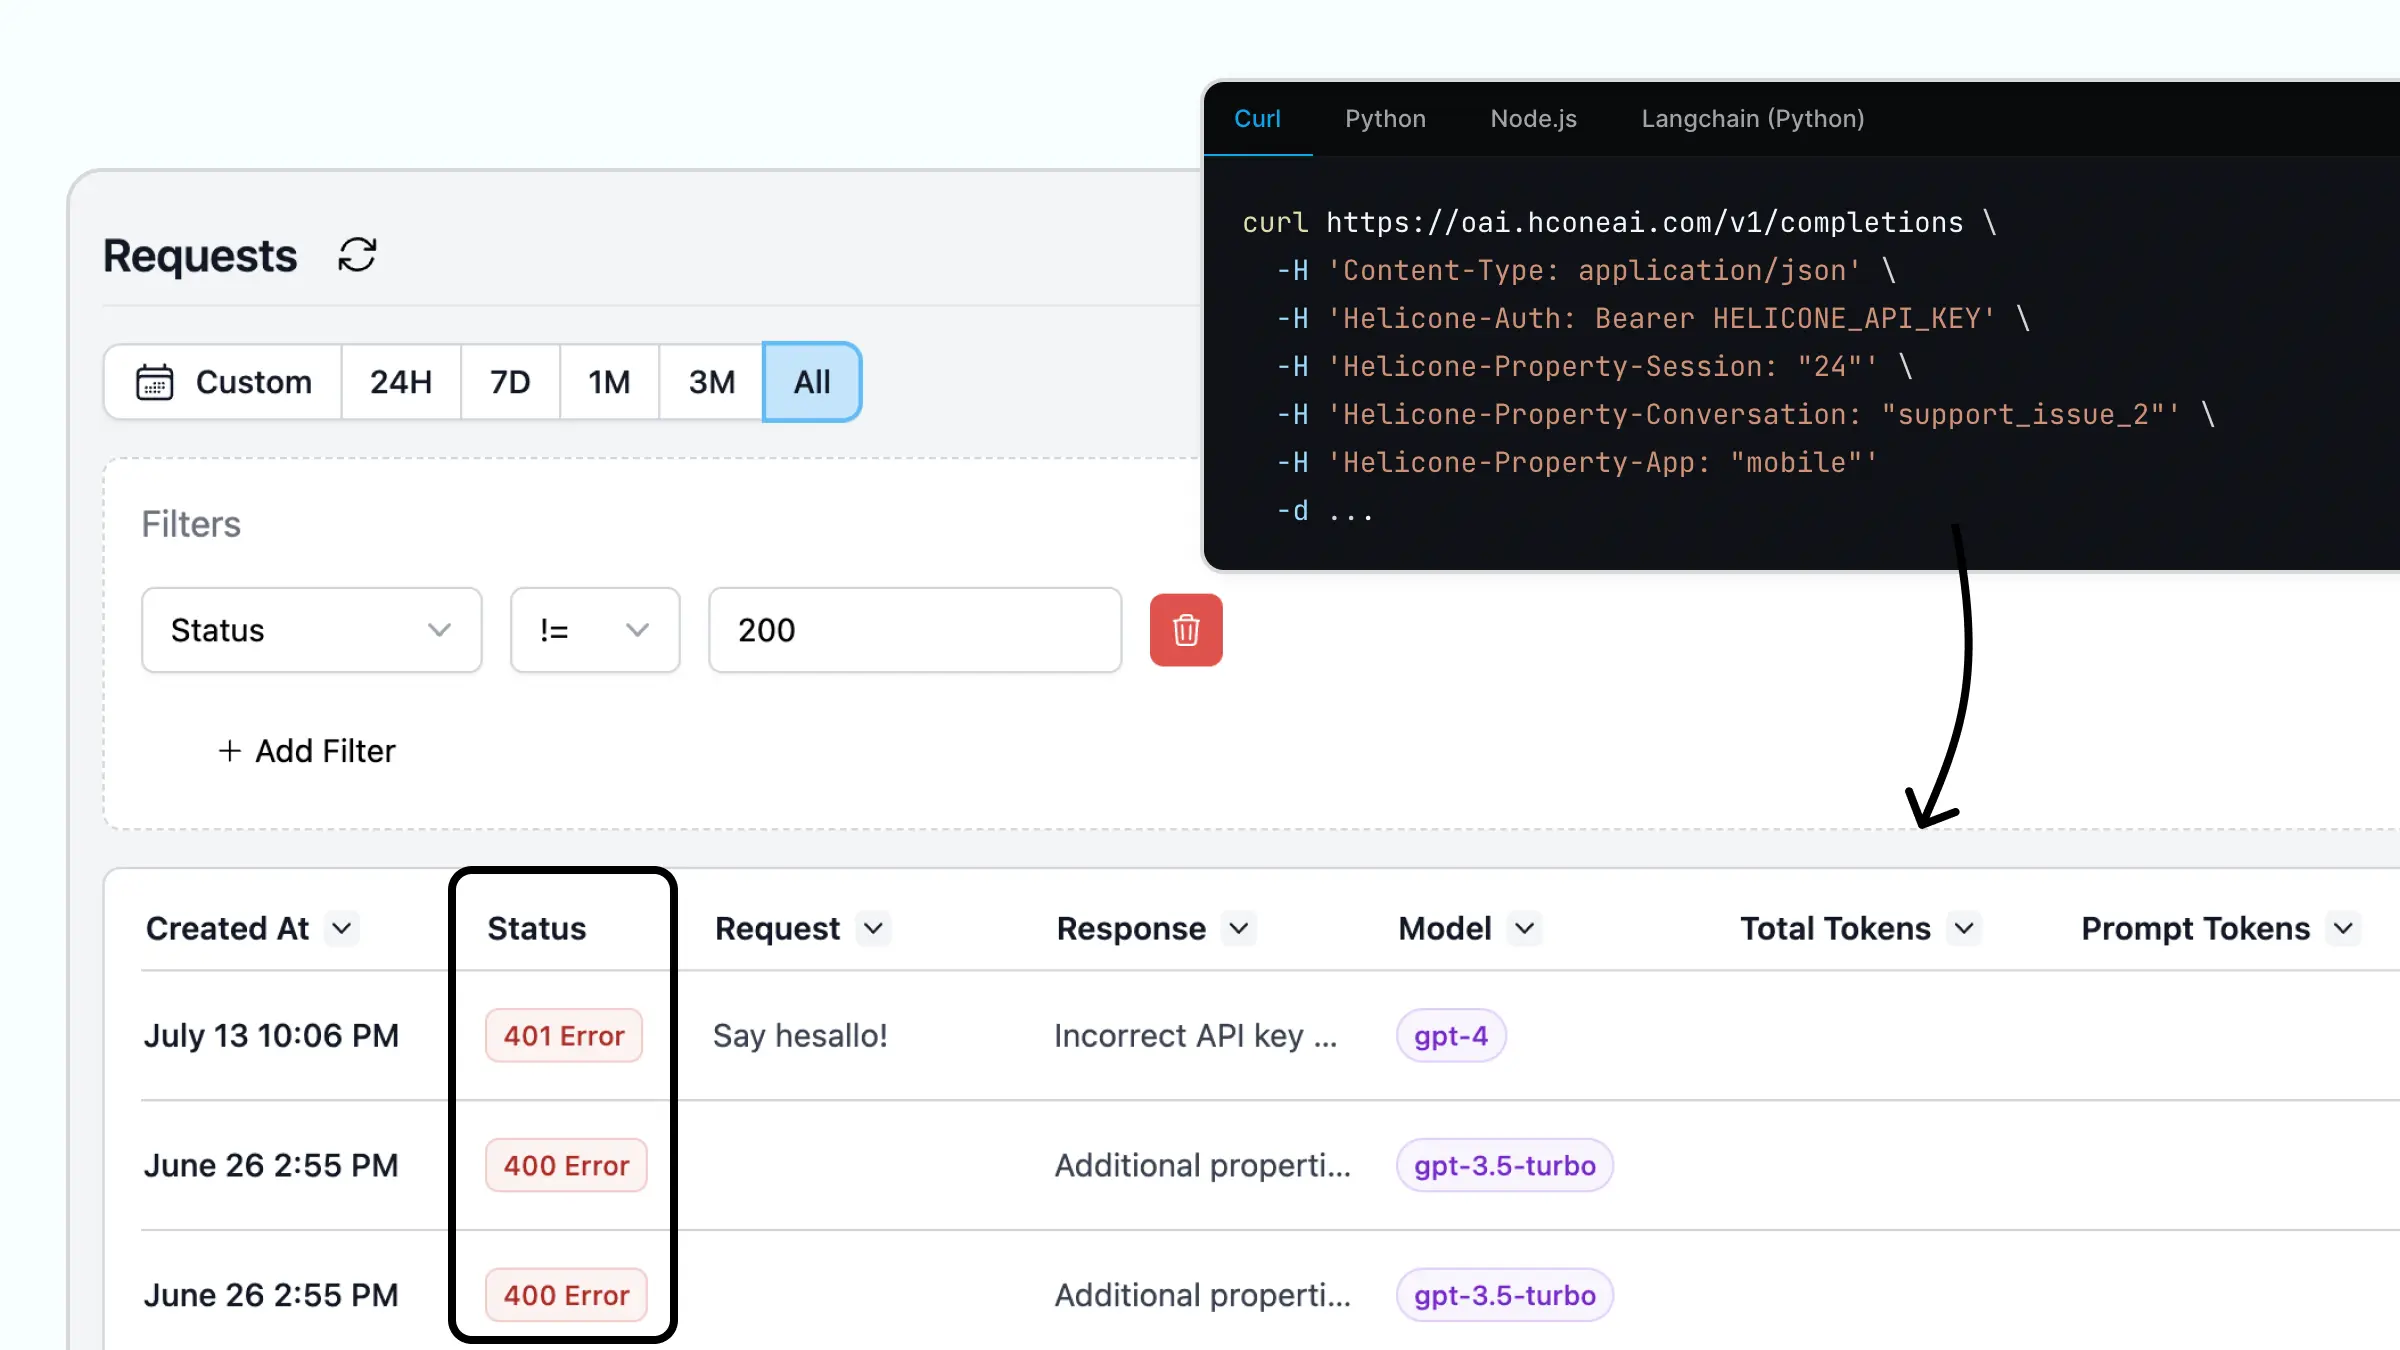 Curl Python Node.js Langchain (Python)
curl https://oai.hconeai.com/v1/completions \
-H 'Content-Type: application/json' \
-H 'Helicone-Auth: Bearer HELICONE_API_KEY' \
-H 'Helicone-Property-Session: "24"' \
-H 'Helicone-Property-Conversation: "support_issue_2"' \
-H 'Helicone-Property-App: "mobile"'
-d ...
Requests
Custom 24H 7D 1M 3M All
Filters
Status != 200
+ Add Filter
Created At Status Request Response Model Total Tokens Prompt Tokens
July 13 10:06 PM 401 Error Say hesallo! Incorrect API key ... gpt-4
June 26 2:55 PM 400 Error Additional properti... gpt-3.5-turbo
June 26 2:55 PM 400 Error Additional properti... gpt-3.5-turbo